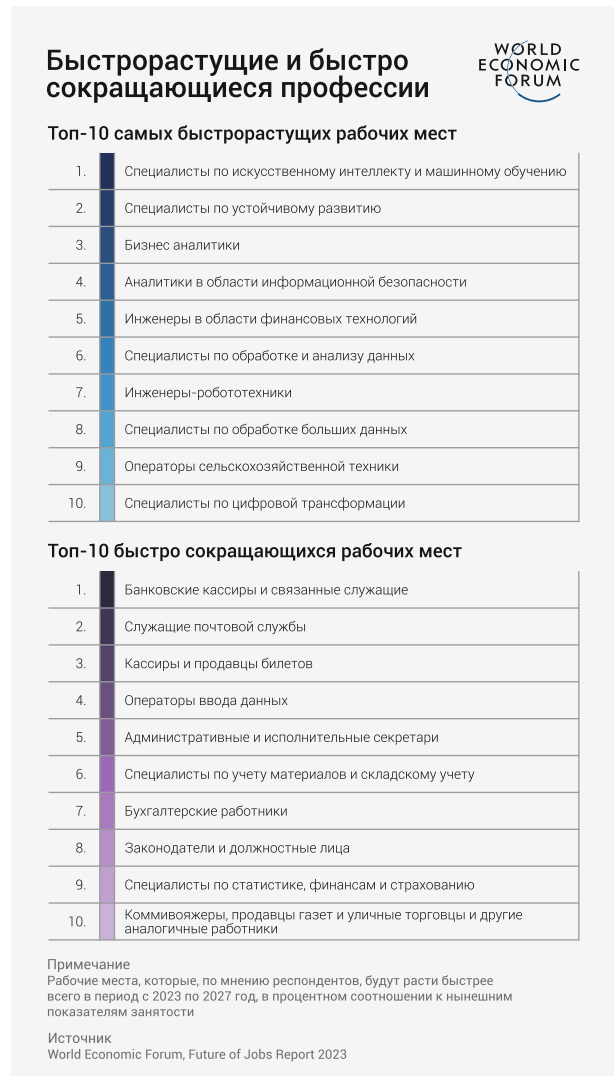 WORLD
ECONOMIC
FORUM
Быстрорастущие и быстро
сокращающиеся профессии
Топ-10 самых быстрорастущих рабочих мест
1. Специалисты по искусственному интеллекту и машинному обучению
2. Специалисты по устойчивому развитию
3. Бизнес аналитики
4. Аналитики в области информационной безопасности
5. Инженеры в области финансовых технологий
6. Специалисты по обработке и анализу данных
7. Инженеры-робототехники
8. Специалисты по обработке больших данных
9. Операторы сельскохозяйственной техники
10. Специалисты по цифровой трансформации
Топ-10 быстро сокращающихся рабочих мест
1. Банковские кассиры и связанные служащие
2. Служащие почтовой службы
3. Кассиры и продавцы билетов
4. Операторы ввода данных
5. Административные и исполнительные секретари
6. Специалисты по учету материалов и складскому учету
7. Бухгалтерские работники
8. Законодатели и должностные лица
9. Специалисты по статистике, финансам и страхованию
10. Коммивояжеры, продавцы газет и уличные торговцы и другие
аналогичные работники
Примечание
Рабочие места, которые, по мнению респондентов, будут расти быстрее
всего в период с 2023 по 2027 год, в процентном соотношении к нынешним
показателям занятости
Источник
World Economic Forum, Future of Jobs Report 2023